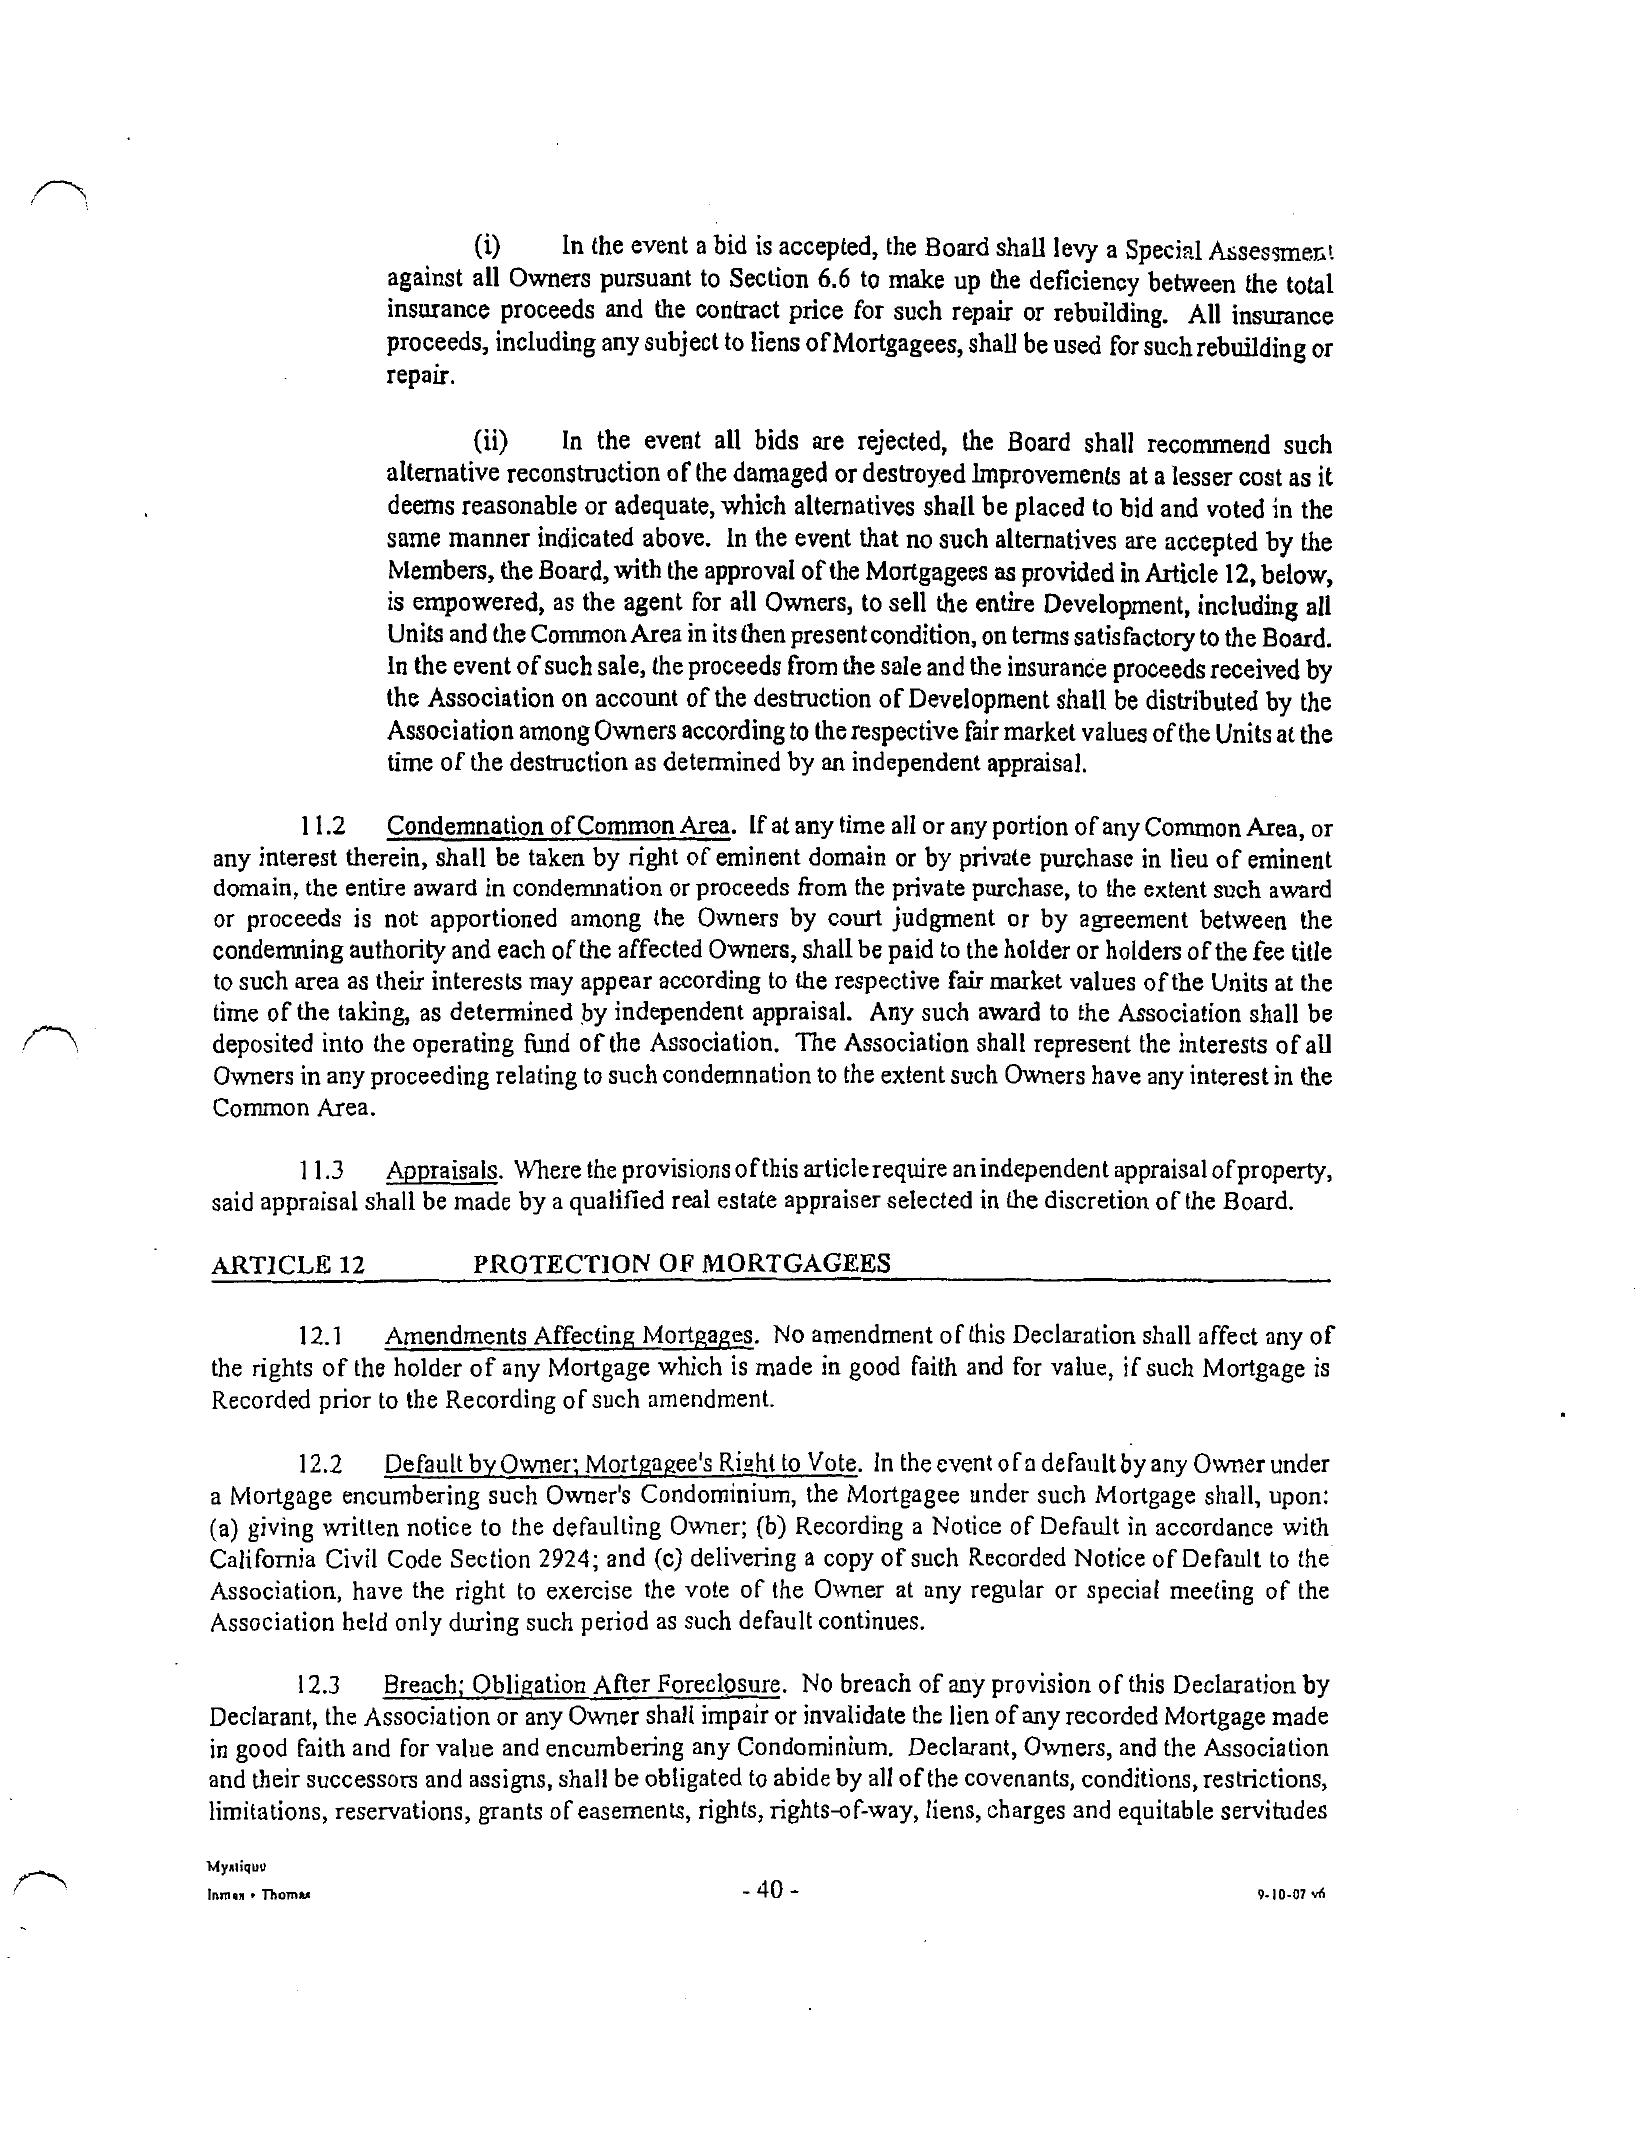 (i) In the event a bid is accepted, the Board shall levy a Special Assessment
against all Owners pursuant to Section 6.6 to make up the deficiency between the total
insurance proceeds and the contract price for such repair or rebuilding. All insurance
proceeds, including any subject to liens of Mortgagees, shall be used for such rebuilding or
repair.
(ii) In the event all bids are rejected, the Board shall recommend such
alternative reconstruction of the damaged or destroyed Improvements at a lesser cost as it
deems reasonable or adequate, which alternatives shall be placed to bid and voted in the
same manner indicated above. In the event that no such alternatives are accepted by the
Members, the Board, with the approval of the Mortgagees as provided in Article 12, below,
is empowered, as the agent for all Owners, to sell the entire Development, including all
Units and the Common Area in its then present condition, on terms satisfactory to the Board.
In the event of such sale, the proceeds from the sale and the insurance proceeds received by
the Association on account of the destruction of Development shall be distributed by the
Association among Owners according to the respective fair market values of the Units at the
time of the destruction as determined by an independent appraisal.
11.2 Condemnation of Common Area. If at any time all or any portion of any Common Area, or
any interest therein, shall be taken by right of eminent domain or by private purchase in lieu of eminent
domain, the entire award in condemnation or proceeds from the private purchase, to the extent such award
or proceeds is not apportioned among the Owners by court judgment or by agreement between the
condemning authority and each of the affected Owners, shall be paid to the holder or holders of the fee title
to such area as their interests may appear according to the respective fair market values of the Units at the
time of the taking, as determined by independent appraisal. Any such award to the Association shall be
deposited into the operating fund of the Association. The Association shall represent the interests of all
Owners in any proceeding relating to such condemnation to the extent such Owners have any interest in the
Common Area.
11.3 Appraisals. Where the provisions of this article require an independent appraisal of property,
said appraisal shall be made by a qualified real estate appraiser selected in the discretion of the Board.
ARTICLE 12 PROTECTION OF MORTGAGEES
12.1 Amendments Affecting Mortgages. No amendment of this Declaration shall affect any of
the rights of the holder of any Mortgage which is made in good faith and for value, if such Mortgage is
Recorded prior to the Recording of such amendment.
12.2 Default by Owner; Mortgagee's Right to Vote. In the event of a default by any Owner under
a Mortgage encumbering such Owner's Condominium, the Mortgagee under such Mortgage shall, upon:
(a) giving written notice to the defaulting Owner; (b) Recording a Notice of Default in accordance with
California Civil Code Section 2924; and (c) delivering a copy of such Recorded Notice of Default to the
Association, have the right to exercise the vote of the Owner at any regular or special meeting of the
Association held only during such period as such default continues.
12.3 Breach; Obligation After Foreclosure. No breach of any provision of this Declaration by
Declarant, the Association or any Owner shall impair or invalidate the lien of any recorded Mortgage made
in good faith and for value and encumbering any Condominium. Declarant, Owners, and the Association
and their successors and assigns, shall be obligated to abide by all of the covenants, conditions, restrictions,
limitations, reservations, grants of easements, rights, rights-of-way, liens, charges and equitable servitudes
Mystique
Inman • Thomas - 40 - 9-10-07 v6